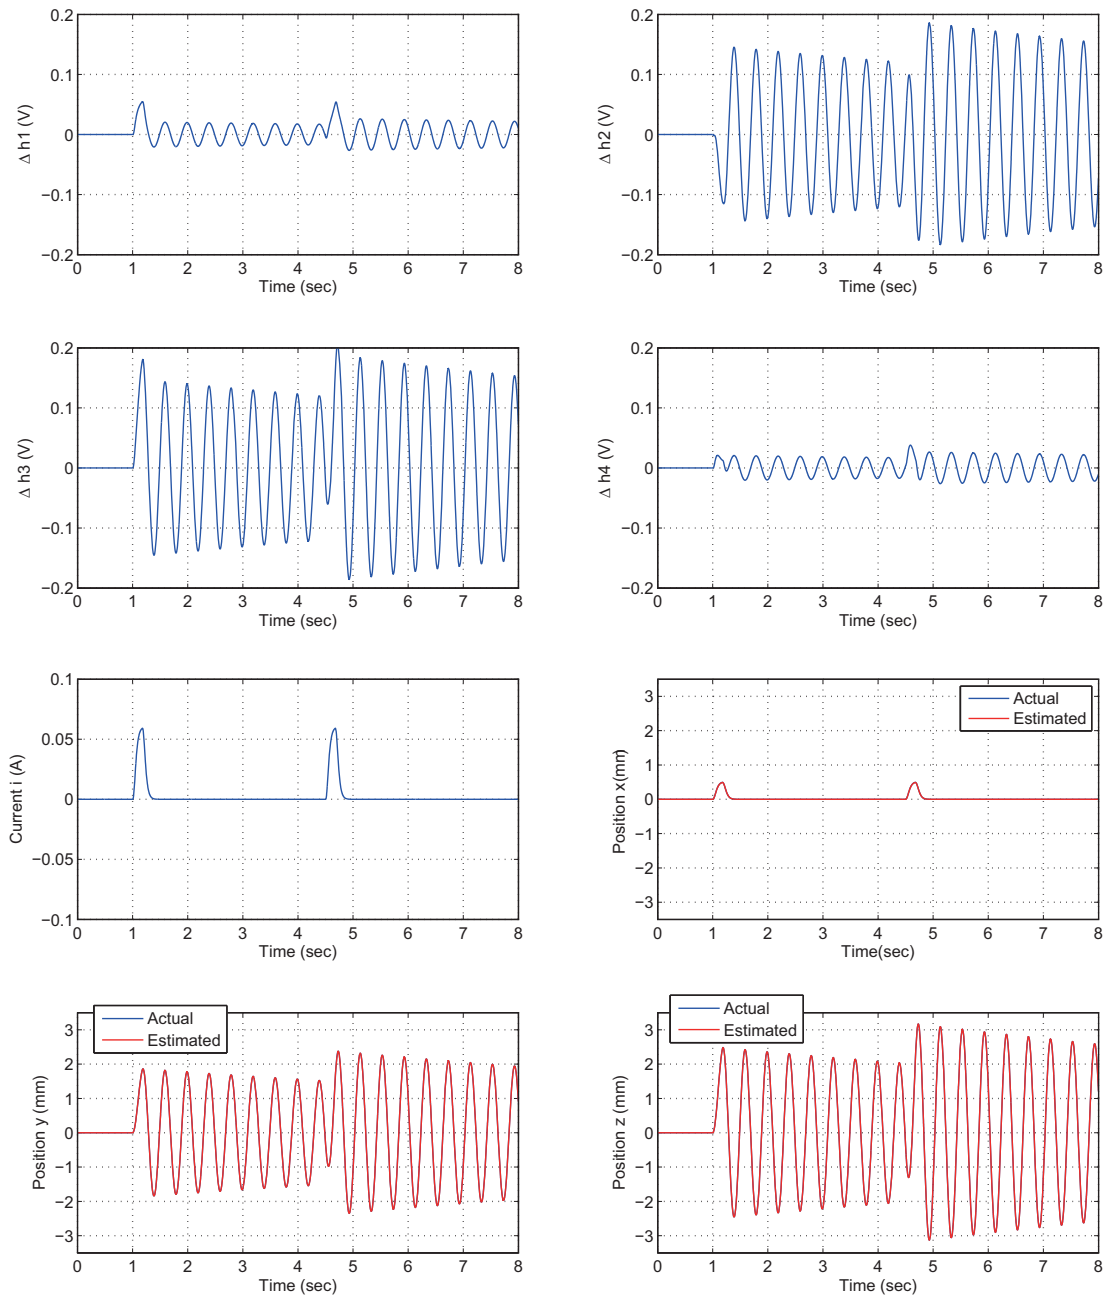 0.2
0.1
0
−0.1
−0.2
Δ h1 (V)
0 1 2 3 4 5 6 7 8
Time (sec)
0.2
0.1
0
−0.1
−0.2
Δ h2 (V)
0 1 2 3 4 5 6 7 8
Time (sec)
0.2
0.1
0
−0.1
−0.2
Δ h3 (V)
0 1 2 3 4 5 6 7 8
Time (sec)
0.2
0.1
0
−0.1
−0.2
Δ h4 (V)
0 1 2 3 4 5 6 7 8
Time (sec)
0.1
0.05
0
−0.05
−0.1
Current i (A)
0 1 2 3 4 5 6 7 8
Time (sec)
Actual
Estimated
3
2
1
0
−1
−2
−3
Position x(mm)
0 1 2 3 4 5 6 7 8
Time(sec)
Actual
Estimated
3
2
1
0
−1
−2
−3
Position y (mm)
0 1 2 3 4 5 6 7 8
Time (sec)
Actual
Estimated
3
2
1
0
−1
−2
−3
Position z (mm)
0 1 2 3 4 5 6 7 8
Time (sec)